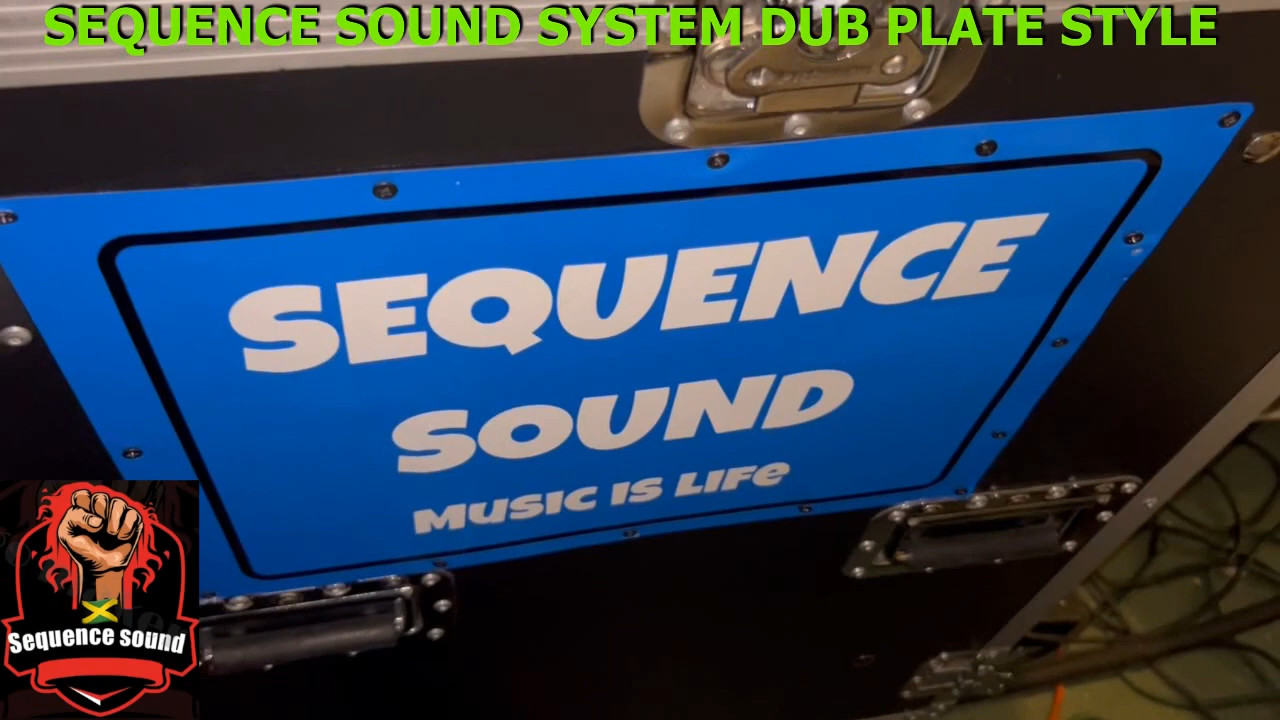 SEQUENCE SOUND SYSTEM DUB PLATE STYLE
SEQUENCE
SOUND
MUSIC IS LIFe
Sequence sound